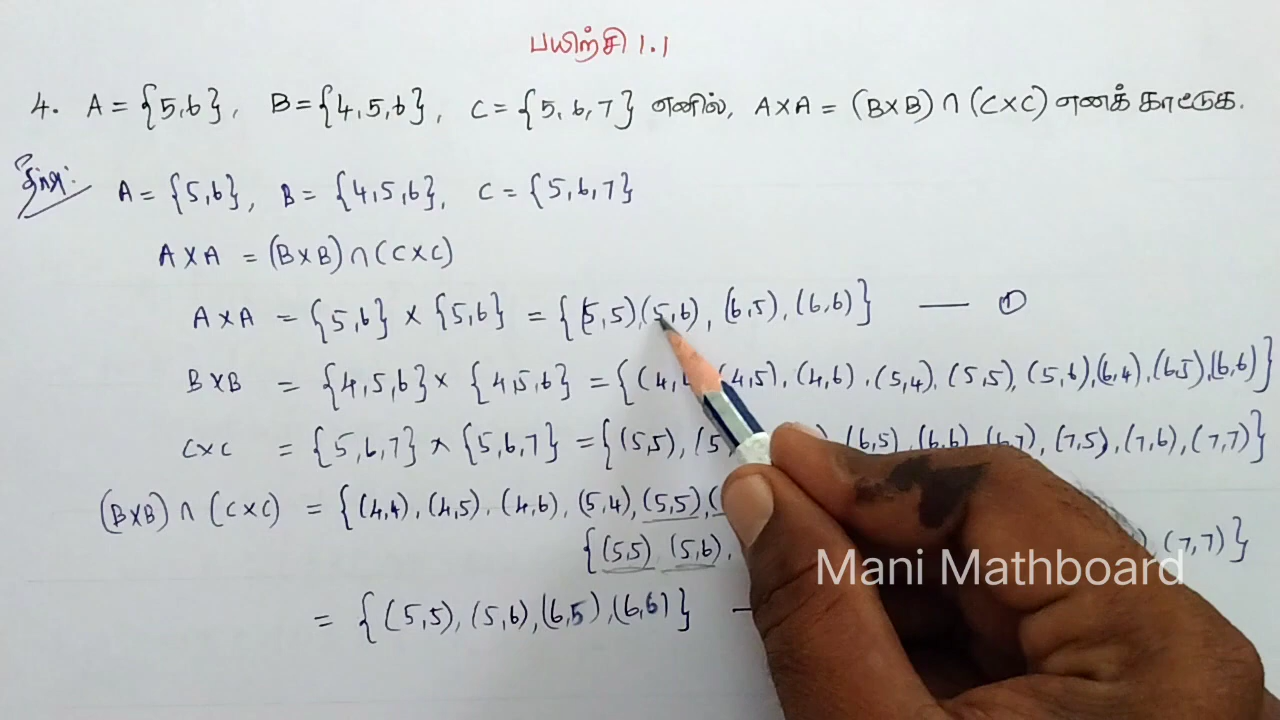 பயிற்சி 1.1
4. A = {5,6}, B = {4,5,6}, C = {5,6,7} எனில், A×A = (B×B) ∩ (C×C) எனக் காட்டுக.
தீர்வு:
A = {5,6}, B = {4,5,6}, C = {5,6,7}
A×A = (B×B) ∩ (C×C)
A×A = {5,6} × {5,6} = {(5,5),(5,6), (6,5), (6,6)} — ①
B×B = {4,5,6} × {4,5,6} = {(4, (4,5), (4,6), (5,4), (5,5), (5,6),(6,4),(6,5),(6,6)}
C×C = {5,6,7} × {5,6,7} = {(5,5), (5 ), (6,5), (6,6), (6,7), (7,5), (7,6), (7,7)}
(B×B) ∩ (C×C) = {(4,4), (4,5), (4,6), (5,4), (5,5),
{(5,5) (5,6), , (7,7)}
= {(5,5), (5,6), (6,5), (6,6)} —
Mani Mathboard